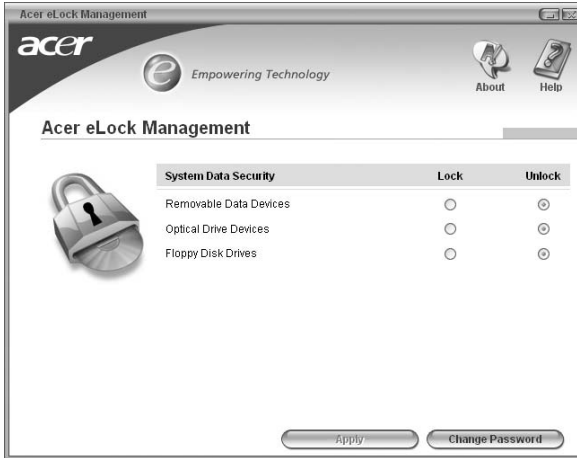 Acer eLock Management
acer
e Empowering Technology
About Help
Acer eLock Management
System Data Security Lock Unlock
Removable Data Devices
Optical Drive Devices
Floppy Disk Drives
Apply Change Password